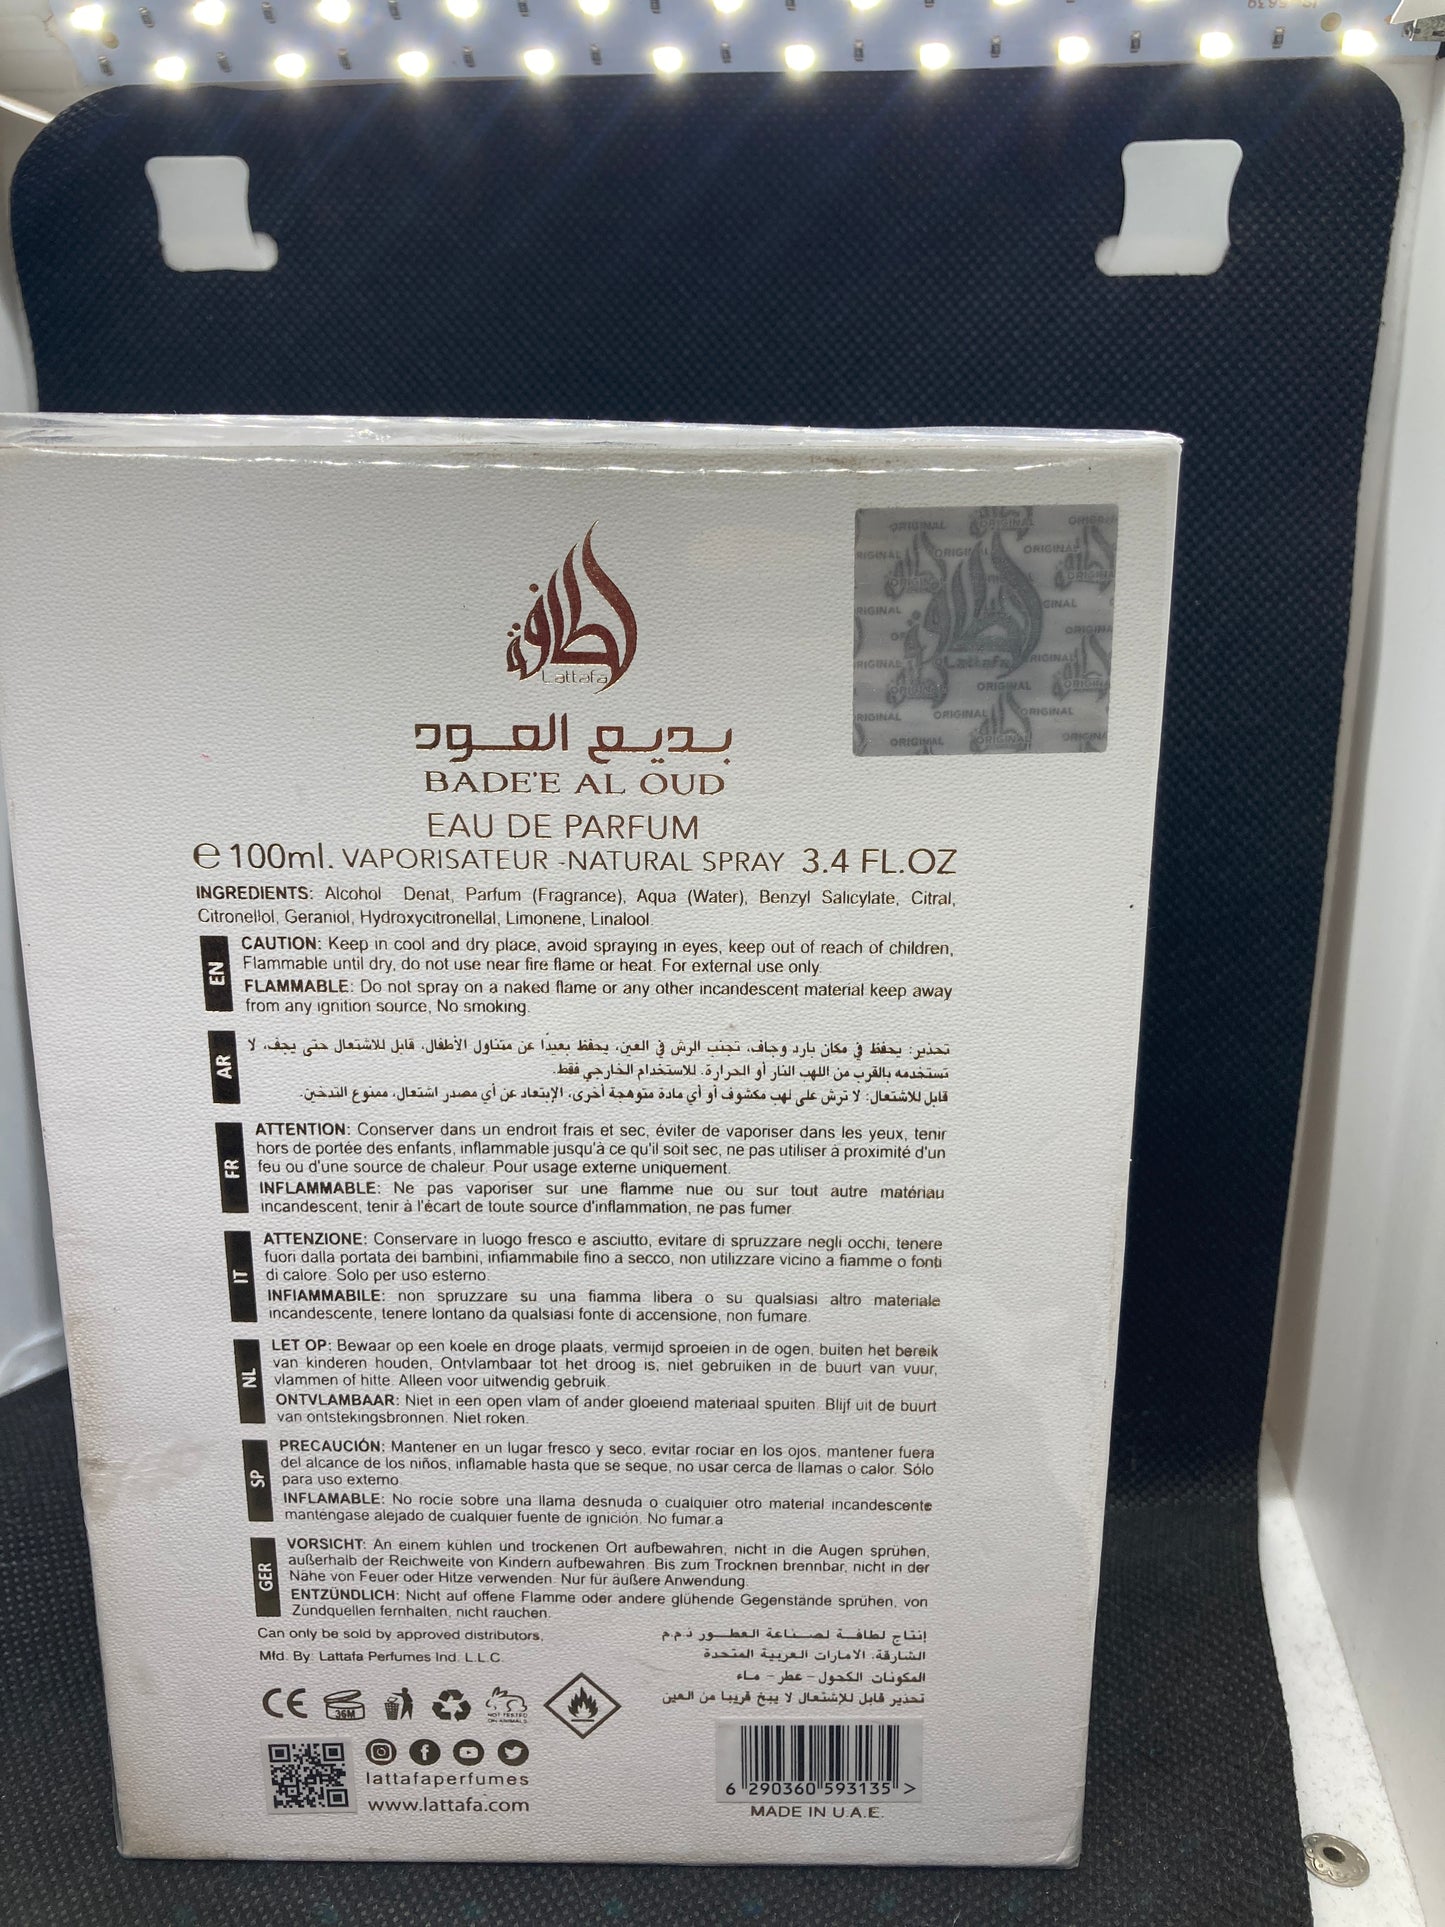 JS-5639
لطافة
Lattafa
ORIGINAL
Lattafa
بديع العود
BADE'E AL OUD
EAU DE PARFUM
℮ 100ml. VAPORISATEUR -NATURAL SPRAY 3.4 FL.OZ
INGREDIENTS: Alcohol Denat, Parfum (Fragrance), Aqua (Water), Benzyl Salicylate, Citral,
Citronellol, Geraniol, Hydroxycitronellal, Limonene, Linalool.
EN
CAUTION: Keep in cool and dry place, avoid spraying in eyes, keep out of reach of children,
Flammable until dry, do not use near fire flame or heat. For external use only.
FLAMMABLE: Do not spray on a naked flame or any other incandescent material keep away
from any ignition source, No smoking.
AR
تحذير: يحفظ في مكان بارد وجاف، تجنب الرش في العين، يحفظ بعيداً عن متناول الأطفال، قابل للاشتعال حتى يجف، لا
تستخدمه بالقرب من اللهب النار أو الحرارة. للاستخدام الخارجي فقط.
قابل للاشتعال: لا ترش على لهب مكشوف أو أي مادة متوهجة أخرى، الإبتعاد عن أي مصدر اشتعال، ممنوع التدخين.
FR
ATTENTION: Conserver dans un endroit frais et sec, éviter de vaporiser dans les yeux, tenir
hors de portée des enfants, inflammable jusqu'à ce qu'il soit sec, ne pas utiliser à proximité d'un
feu ou d'une source de chaleur. Pour usage externe uniquement.
INFLAMMABLE: Ne pas vaporiser sur une flamme nue ou sur tout autre matériau
incandescent, tenir à l'écart de toute source d'inflammation, ne pas fumer.
IT
ATTENZIONE: Conservare in luogo fresco e asciutto, evitare di spruzzare negli occhi, tenere
fuori dalla portata dei bambini, infiammabile fino a secco, non utilizzare vicino a fiamme o fonti
di calore. Solo per uso esterno.
INFIAMMABILE: non spruzzare su una fiamma libera o su qualsiasi altro materiale
incandescente, tenere lontano da qualsiasi fonte di accensione, non fumare.
NL
LET OP: Bewaar op een koele en droge plaats, vermijd sproeien in de ogen, buiten het bereik
van kinderen houden, Ontvlambaar tot het droog is, niet gebruiken in de buurt van vuur,
vlammen of hitte. Alleen voor uitwendig gebruik.
ONTVLAMBAAR: Niet in een open vlam of ander gloeiend materiaal spuiten. Blijf uit de buurt
van ontstekingsbronnen. Niet roken.
SP
PRECAUCIÓN: Mantener en un lugar fresco y seco, evitar rociar en los ojos, mantener fuera
del alcance de los niños, inflamable hasta que se seque, no usar cerca de llamas o calor. Sólo
para uso externo.
INFLAMABLE: No rocíe sobre una llama desnuda o cualquier otro material incandescente
manténgase alejado de cualquier fuente de ignición. No fumar.a
GER
VORSICHT: An einem kühlen und trockenen Ort aufbewahren, nicht in die Augen sprühen,
außerhalb der Reichweite von Kindern aufbewahren. Bis zum Trocknen brennbar, nicht in der
Nähe von Feuer oder Hitze verwenden. Nur für äußere Anwendung.
ENTZÜNDLICH: Nicht auf offene Flamme oder andere glühende Gegenstände sprühen, von
Zündquellen fernhalten, nicht rauchen.
Can only be sold by approved distributors.
Mfd. By: Lattafa Perfumes Ind. L.L.C.
إنتاج لطافة لصناعة العطور ذ.م.م
الشارقة، الامارات العربية المتحدة
المكونات الكحول - عطر - ماء
تحذير قابل للإشتعال لا يبخ قريبا من العين
CE
36M
NOT TESTED
ON ANIMALS
lattafaperfumes
www.lattafa.com
6 290360 593135 >
MADE IN U.A.E.